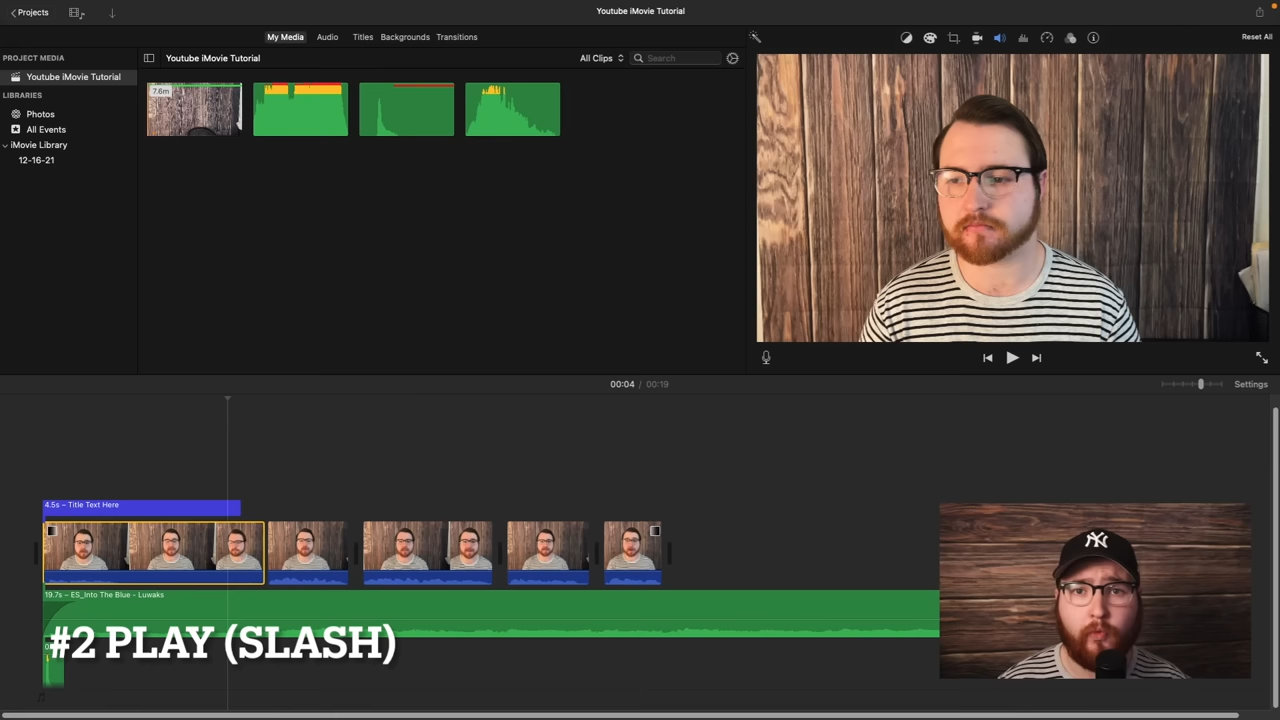 Projects
Youtube iMovie Tutorial
My Media Audio Titles Backgrounds Transitions
Reset All
PROJECT MEDIA
Youtube iMovie Tutorial
All Clips
Search
Youtube iMovie Tutorial
7.6m
LIBRARIES
Photos
All Events
iMovie Library
12-16-21
00:04 / 00:19
Settings
4.5s – Title Text Here
19.7s – ES_Into The Blue - Luwaks
#2 PLAY (SLASH)
NY